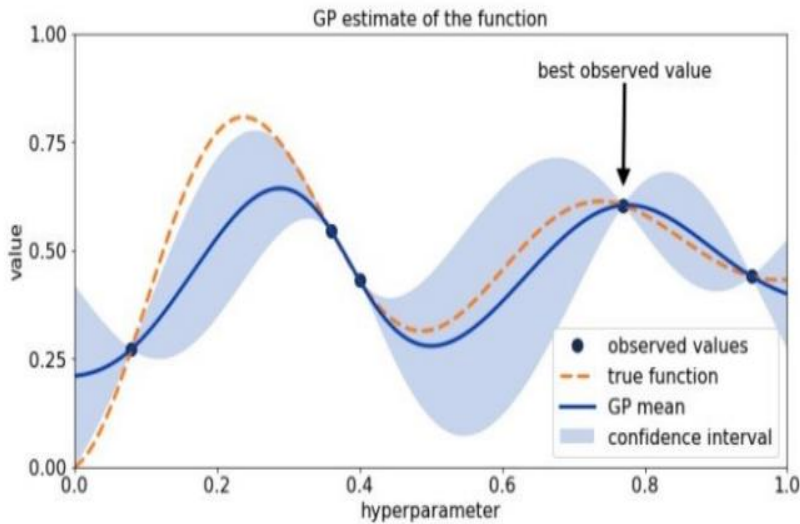 GP estimate of the function
1.00
best observed value
0.75
value
0.50
0.25
observed values
true function
GP mean
confidence interval
0.00
0.0 0.2 0.4 0.6 0.8 1.0
hyperparameter